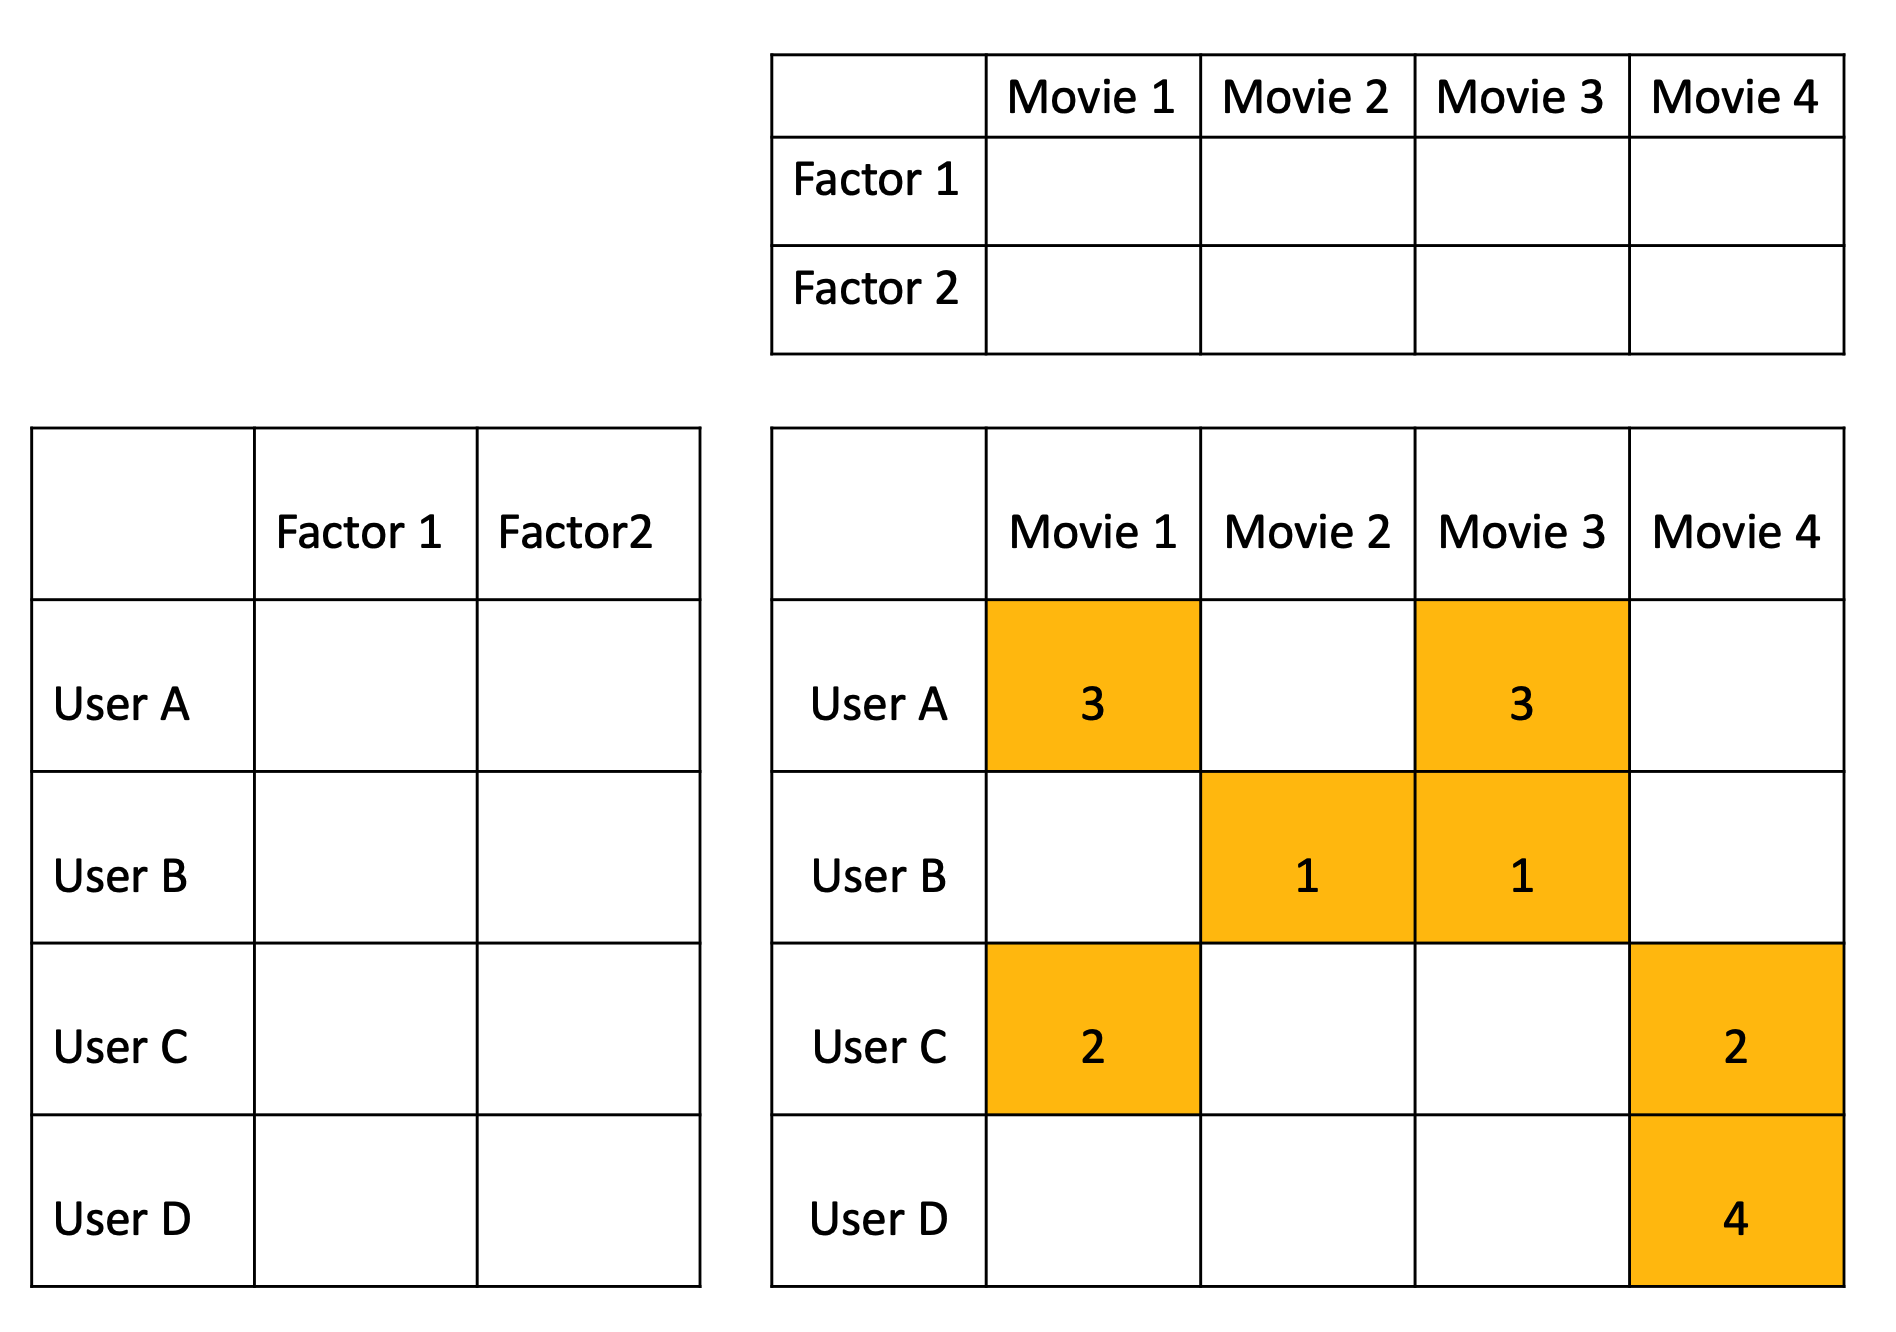 Movie 1 Movie 2 Movie 3 Movie 4
Factor 1
Factor 2
Factor 1 Factor2
User A
User B
User C
User D
Movie 1 Movie 2 Movie 3 Movie 4
User A 3 3
User B 1 1
User C 2 2
User D 4